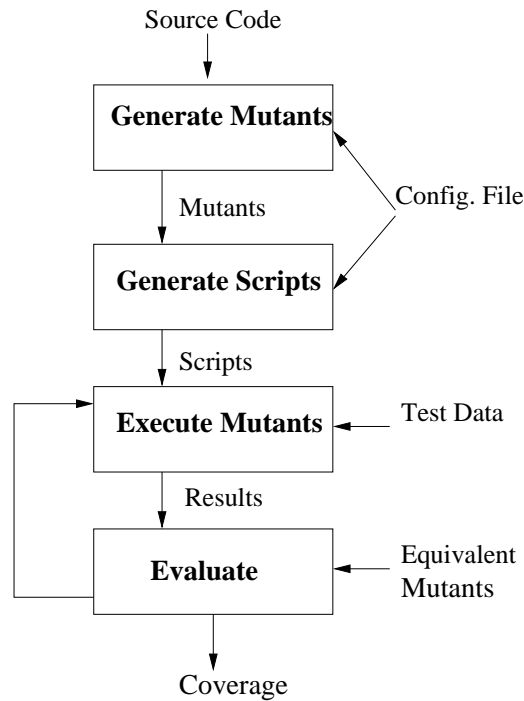 Source Code
Generate Mutants
Config. File
Mutants
Generate Scripts
Scripts
Execute Mutants
Test Data
Results
Evaluate
Equivalent
Mutants
Coverage